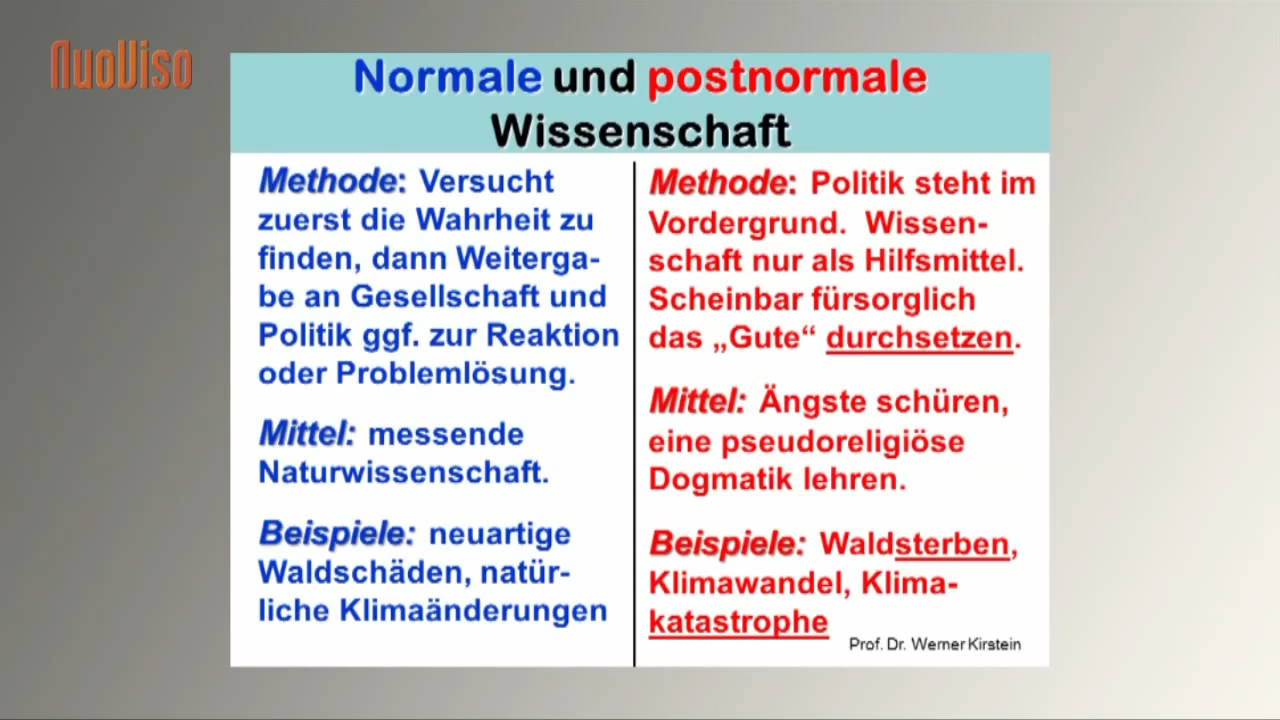 NuoViso
Normale und postnormale
Wissenschaft
Methode: Versucht
zuerst die Wahrheit zu
finden, dann Weiterga-
be an Gesellschaft und
Politik ggf. zur Reaktion
oder Problemlösung.
Mittel: messende
Naturwissenschaft.
Beispiele: neuartige
Waldschäden, natür-
liche Klimaänderungen
Methode: Politik steht im
Vordergrund. Wissen-
schaft nur als Hilfsmittel.
Scheinbar fürsorglich
das „Gute“ durchsetzen.
Mittel: Ängste schüren,
eine pseudoreligiöse
Dogmatik lehren.
Beispiele: Waldsterben,
Klimawandel, Klima-
katastrophe
Prof. Dr. Werner Kirstein